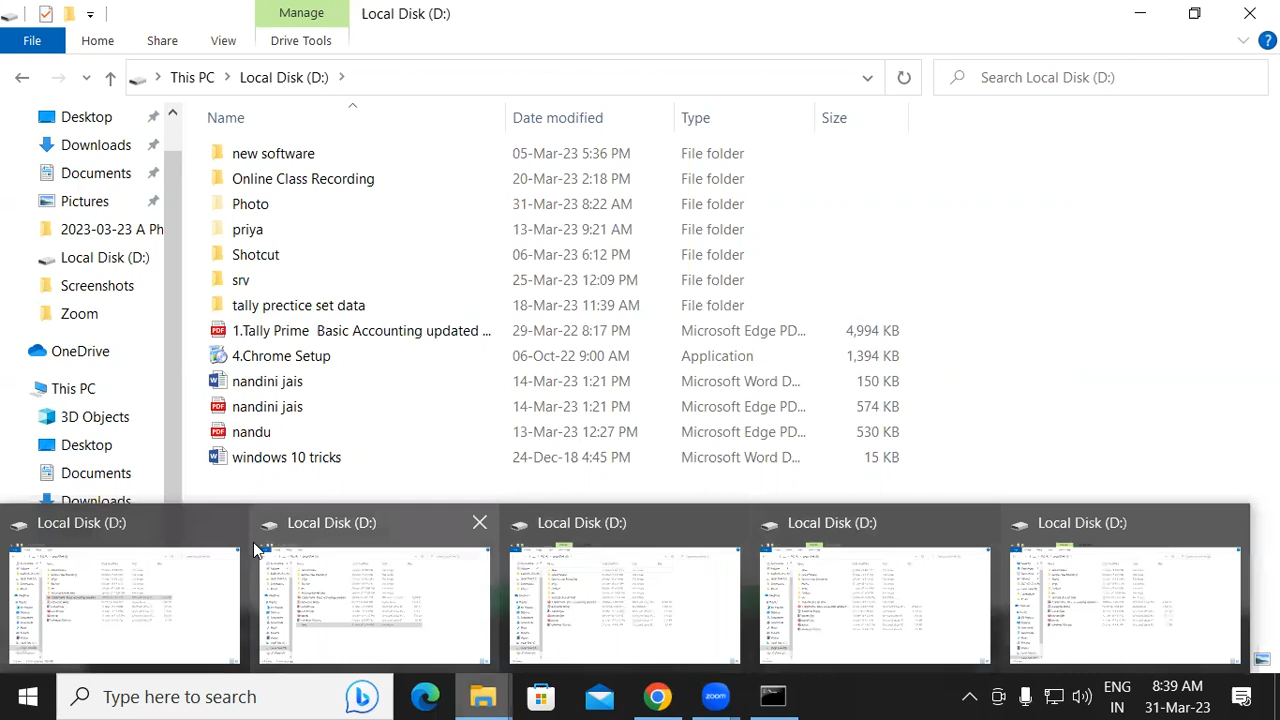 Manage
Local Disk (D:)
File
Home
Share
View
Drive Tools
This PC
Local Disk (D:)
Search Local Disk (D:)
Name
Date modified
Type
Size
Desktop
Downloads
Documents
Pictures
2023-03-23 A Ph
Local Disk (D:)
Screenshots
Zoom
OneDrive
This PC
3D Objects
Desktop
Documents
Downloads
new software 05-Mar-23 5:36 PM File folder
Online Class Recording 20-Mar-23 2:18 PM File folder
Photo 31-Mar-23 8:22 AM File folder
priya 13-Mar-23 9:21 AM File folder
Shotcut 06-Mar-23 6:12 PM File folder
srv 25-Mar-23 12:09 PM File folder
tally prectice set data 18-Mar-23 11:39 AM File folder
1.Tally Prime  Basic Accounting updated ... 29-Mar-22 8:17 PM Microsoft Edge PD... 4,994 KB
4.Chrome Setup 06-Oct-22 9:00 AM Application 1,394 KB
nandini jais 14-Mar-23 1:21 PM Microsoft Word D... 150 KB
nandini jais 14-Mar-23 1:21 PM Microsoft Edge PD... 574 KB
nandu 13-Mar-23 12:27 PM Microsoft Edge PD... 530 KB
windows 10 tricks 24-Dec-18 4:45 PM Microsoft Word D... 15 KB
Local Disk (D:)
Local Disk (D:)
Local Disk (D:)
Local Disk (D:)
Local Disk (D:)
Type here to search
zoom
ENG
IN
8:39 AM
31-Mar-23